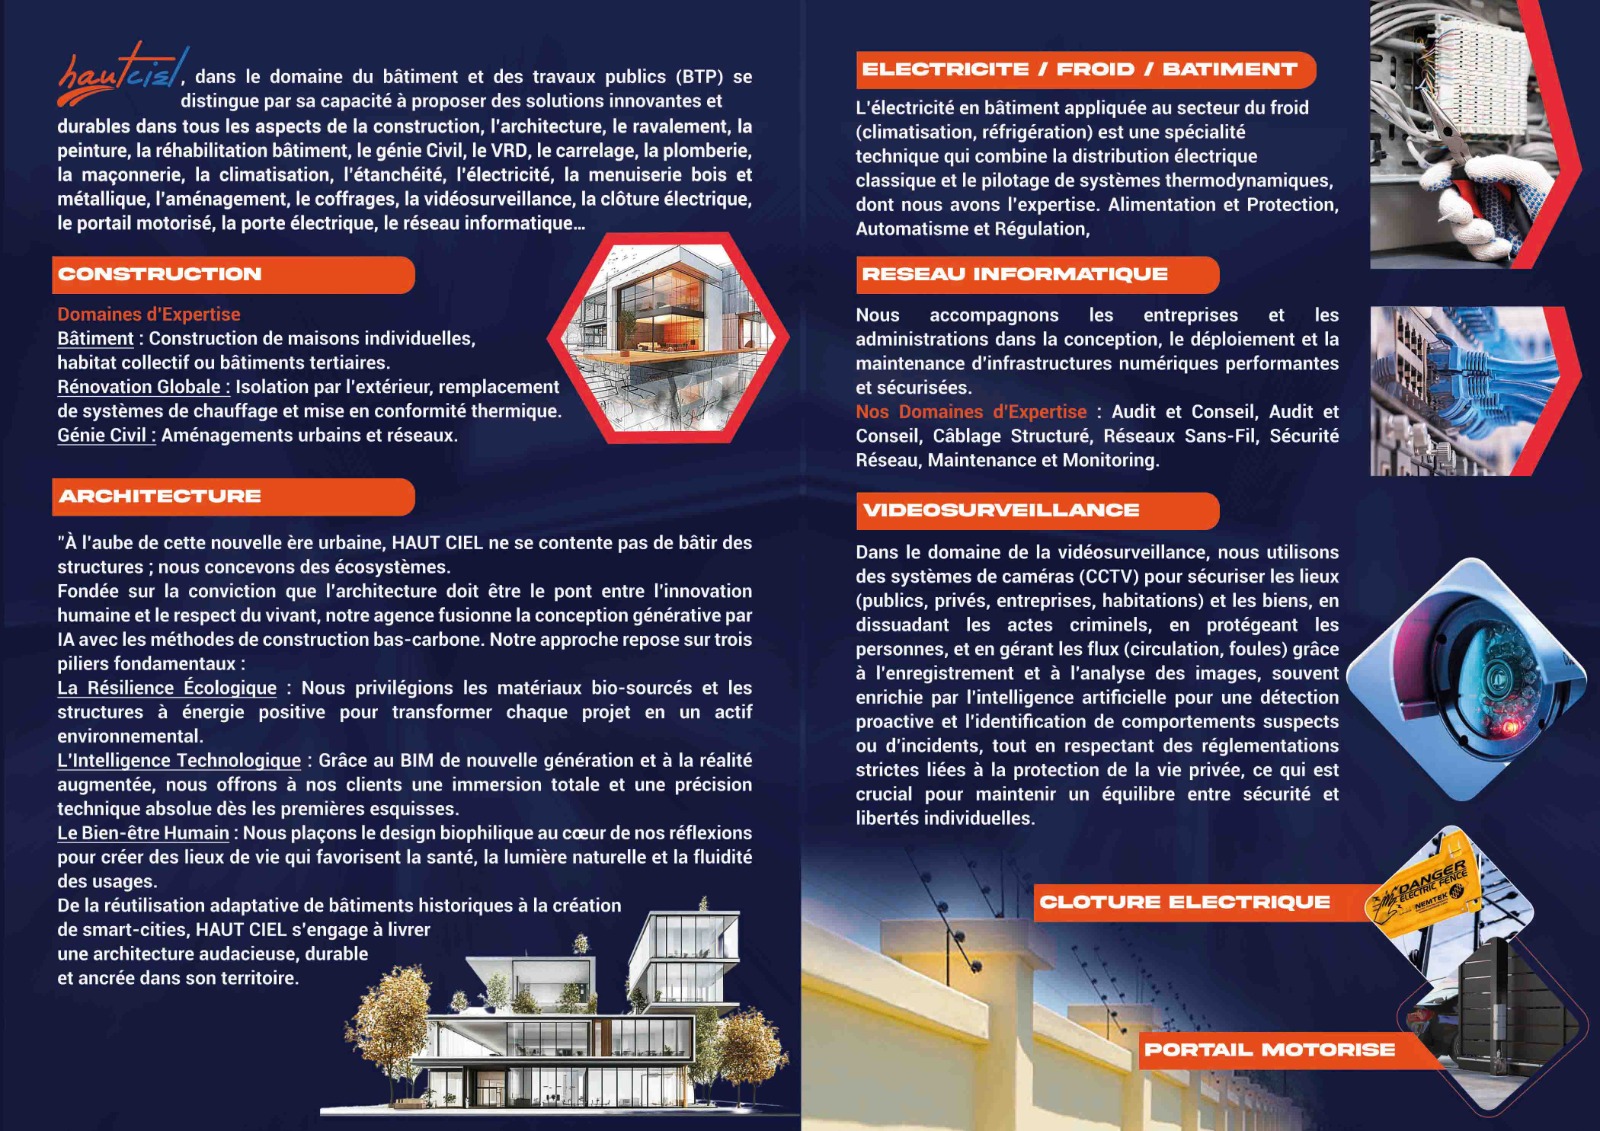 hautciel, dans le domaine du bâtiment et des travaux publics (BTP) se
distingue par sa capacité à proposer des solutions innovantes et
durables dans tous les aspects de la construction, l'architecture, le ravalement, la
peinture, la réhabilitation bâtiment, le génie Civil, le VRD, le carrelage, la plomberie,
la maçonnerie, la climatisation, l'étanchéité, l'électricité, la menuiserie bois et
métallique, l'aménagement, le coffrages, la vidéosurveillance, la clôture électrique,
le portail motorisé, la porte électrique, le réseau informatique...
CONSTRUCTION
Domaines d'Expertise
Bâtiment : Construction de maisons individuelles,
habitat collectif ou bâtiments tertiaires.
Rénovation Globale : Isolation par l'extérieur, remplacement
de systèmes de chauffage et mise en conformité thermique.
Génie Civil : Aménagements urbains et réseaux.
ARCHITECTURE
"À l'aube de cette nouvelle ère urbaine, HAUT CIEL ne se contente pas de bâtir des
structures ; nous concevons des écosystèmes.
Fondée sur la conviction que l'architecture doit être le pont entre l'innovation
humaine et le respect du vivant, notre agence fusionne la conception générative par
IA avec les méthodes de construction bas-carbone. Notre approche repose sur trois
piliers fondamentaux :
La Résilience Écologique : Nous privilégions les matériaux bio-sourcés et les
structures à énergie positive pour transformer chaque projet en un actif
environnemental.
L'Intelligence Technologique : Grâce au BIM de nouvelle génération et à la réalité
augmentée, nous offrons à nos clients une immersion totale et une précision
technique absolue dès les premières esquisses.
Le Bien-être Humain : Nous plaçons le design biophilique au cœur de nos réflexions
pour créer des lieux de vie qui favorisent la santé, la lumière naturelle et la fluidité
des usages.
De la réutilisation adaptative de bâtiments historiques à la création
de smart-cities, HAUT CIEL s'engage à livrer
une architecture audacieuse, durable
et ancrée dans son territoire.
ELECTRICITE / FROID / BATIMENT
L'électricité en bâtiment appliquée au secteur du froid
(climatisation, réfrigération) est une spécialité
technique qui combine la distribution électrique
classique et le pilotage de systèmes thermodynamiques,
dont nous avons l'expertise. Alimentation et Protection,
Automatisme et Régulation,
RESEAU INFORMATIQUE
Nous accompagnons les entreprises et les
administrations dans la conception, le déploiement et la
maintenance d'infrastructures numériques performantes
et sécurisées.
Nos Domaines d'Expertise : Audit et Conseil, Audit et
Conseil, Câblage Structuré, Réseaux Sans-Fil, Sécurité
Réseau, Maintenance et Monitoring.
VIDEOSURVEILLANCE
Dans le domaine de la vidéosurveillance, nous utilisons
des systèmes de caméras (CCTV) pour sécuriser les lieux
(publics, privés, entreprises, habitations) et les biens, en
dissuadant les actes criminels, en protégeant les
personnes, et en gérant les flux (circulation, foules) grâce
à l'enregistrement et à l'analyse des images, souvent
enrichie par l'intelligence artificielle pour une détection
proactive et l'identification de comportements suspects
ou d'incidents, tout en respectant des réglementations
strictes liées à la protection de la vie privée, ce qui est
crucial pour maintenir un équilibre entre sécurité et
libertés individuelles.
CLOTURE ELECTRIQUE
DANGER
ELECTRIC FENCE
NEMTEK
PORTAIL MOTORISE